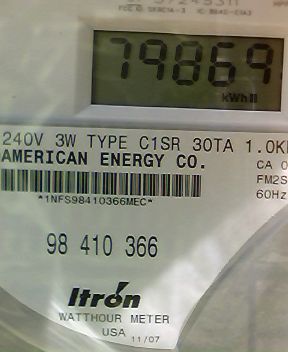 79869
kWh
240V 3W TYPE C1SR 30TA 1.0K
AMERICAN ENERGY CO.
CA 0
FM2S
60Hz
*1NFS98410366MEC*
98 410 366
Itron
WATTHOUR METER
USA 11/07